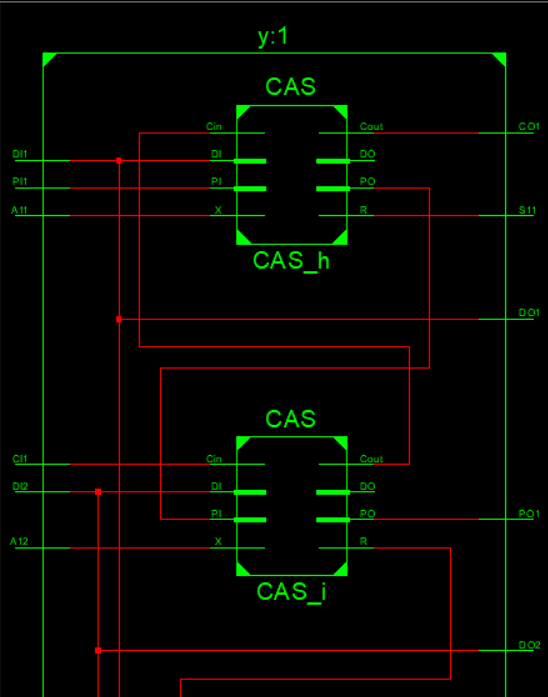 y:1
CAS
Cin Cout CO1
DI1 DI DO
PI1 PI PO
A11 X R S11
CAS_h
DO1
CAS
CI1 Cin Cout
DI2 DI DO
PI PO PO1
A12 X R
CAS_i
DO2